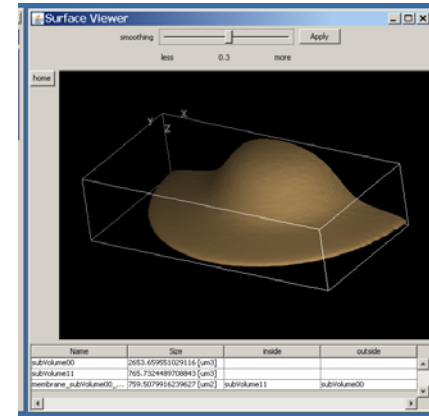 Surface Viewer
smoothing Apply
less 0.3 more
home
X
Y
Z
Name Size inside outside
subVolume00 2653.659551029116 [um3]
subVolume11 765.7324489708843 [um3]
membrane_subVolume00_... 759.5079916239627 [um2] subVolume11 subVolume00